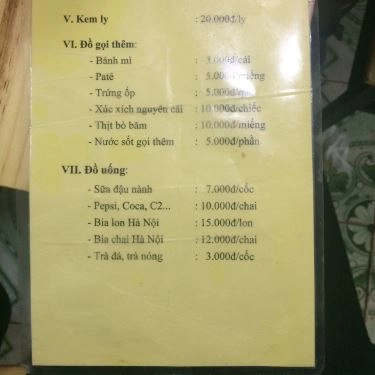 V. Kem ly : 20.000đ/ly
VI. Đồ gọi thêm:
- Bánh mì : 3.000đ/cái
- Patê : 5.000đ/miếng
- Trứng ốp : 5.000đ/quả
- Xúc xích nguyên cái : 10.000đ/chiếc
- Thịt bò băm : 10.000đ/miếng
- Nước sốt gọi thêm : 5.000đ/phần
VII. Đồ uống:
- Sữa đậu nành : 7.000đ/cốc
- Pepsi, Coca, C2... : 10.000đ/chai
- Bia lon Hà Nội : 15.000đ/lon
- Bia chai Hà Nội : 12.000đ/chai
- Trà đá, trà nóng : 3.000đ/cốc